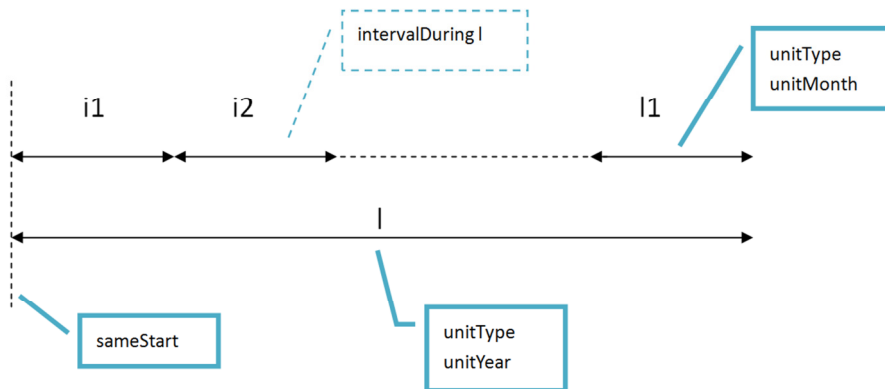 intervalDuring I
unitType
unitMonth
i1
i2
I1
I
sameStart
unitType
unitYear